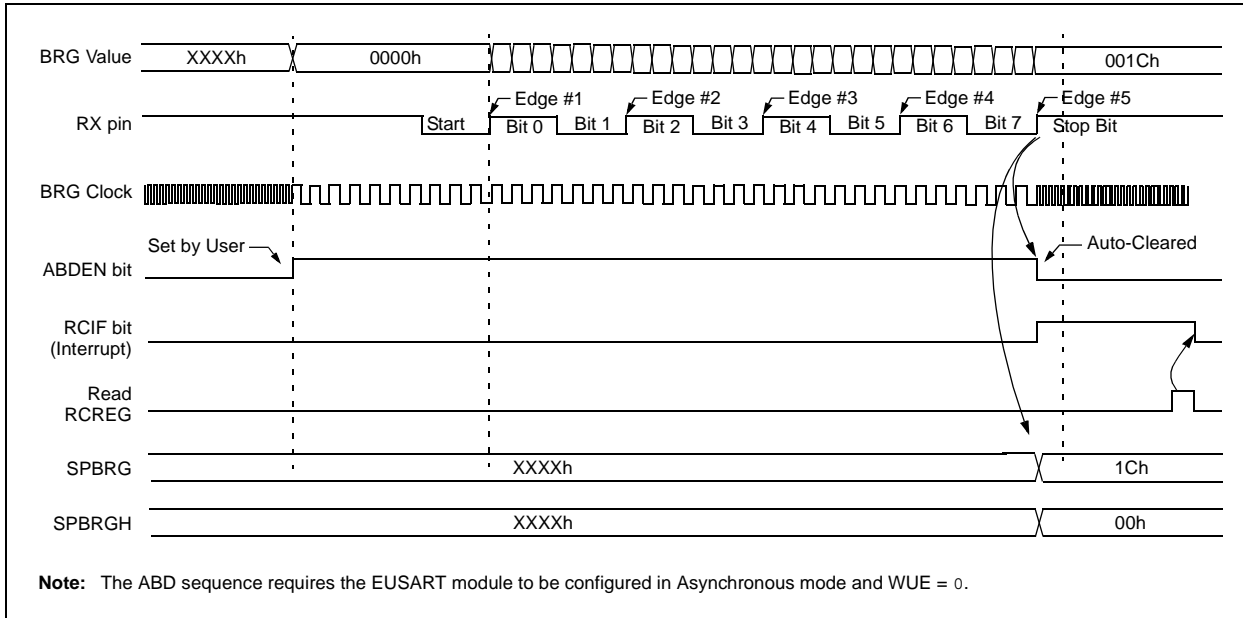 BRG Value XXXXh 0000h 001Ch
Edge #1 Edge #2 Edge #3 Edge #4 Edge #5
RX pin Start Bit 0 Bit 1 Bit 2 Bit 3 Bit 4 Bit 5 Bit 6 Bit 7 Stop Bit
BRG Clock
Set by User Auto-Cleared
ABDEN bit
RCIF bit
(Interrupt)
Read
RCREG
SPBRG XXXXh 1Ch
SPBRGH XXXXh 00h
Note: The ABD sequence requires the EUSART module to be configured in Asynchronous mode and WUE = 0.